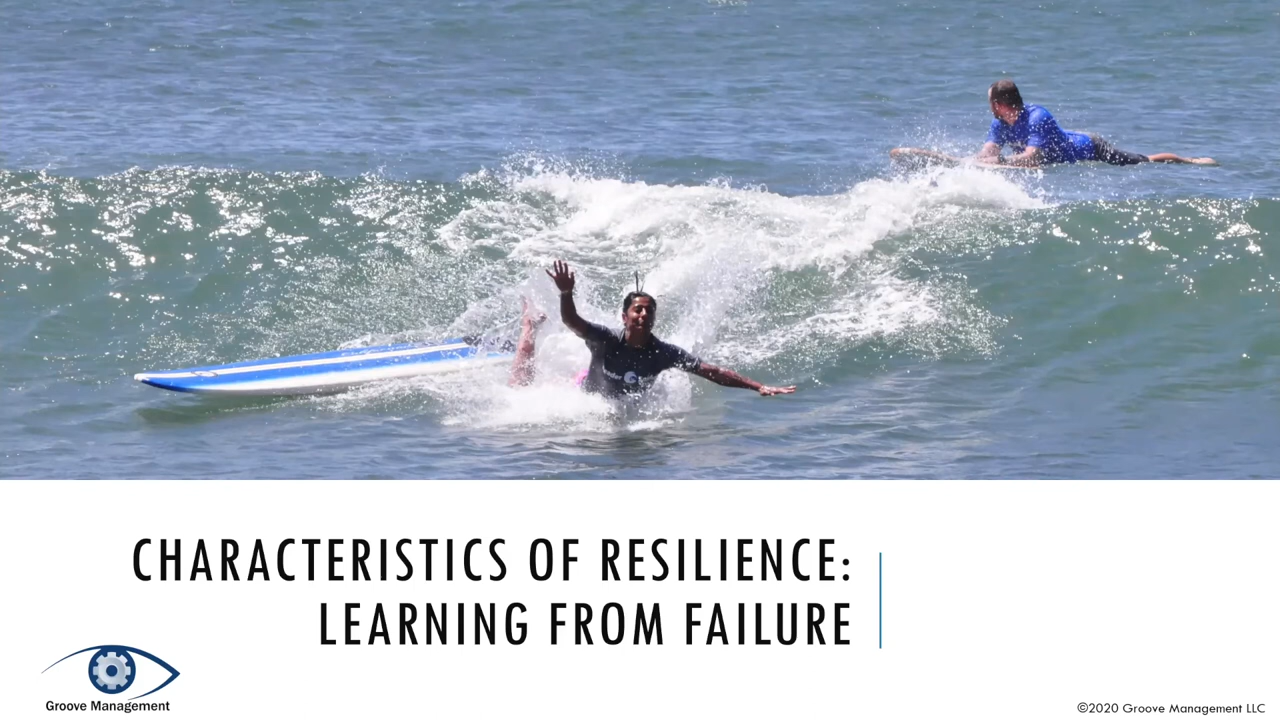 CHARACTERISTICS OF RESILIENCE:
LEARNING FROM FAILURE
Groove Management
©2020 Groove Management LLC